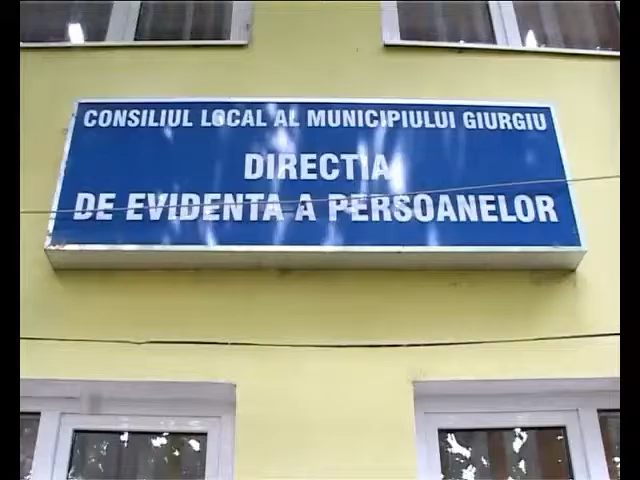 CONSILIUL LOCAL AL MUNICIPIULUI GIURGIU
DIRECTIA
DE EVIDENTA A PERSOANELOR